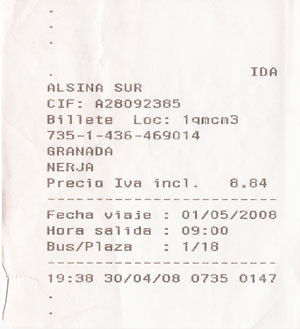 .
.
.
. IDA
ALSINA SUR
CIF: A28092385
Billete Loc: 1qmcm3
735-1-436-469014
GRANADA
NERJA
Precio Iva incl. 8.84
--------------------------
Fecha viaje : 01/05/2008
Hora salida : 09:00
Bus/Plaza : 1/18
--------------------------
19:38 30/04/08 0735 0147
.
.